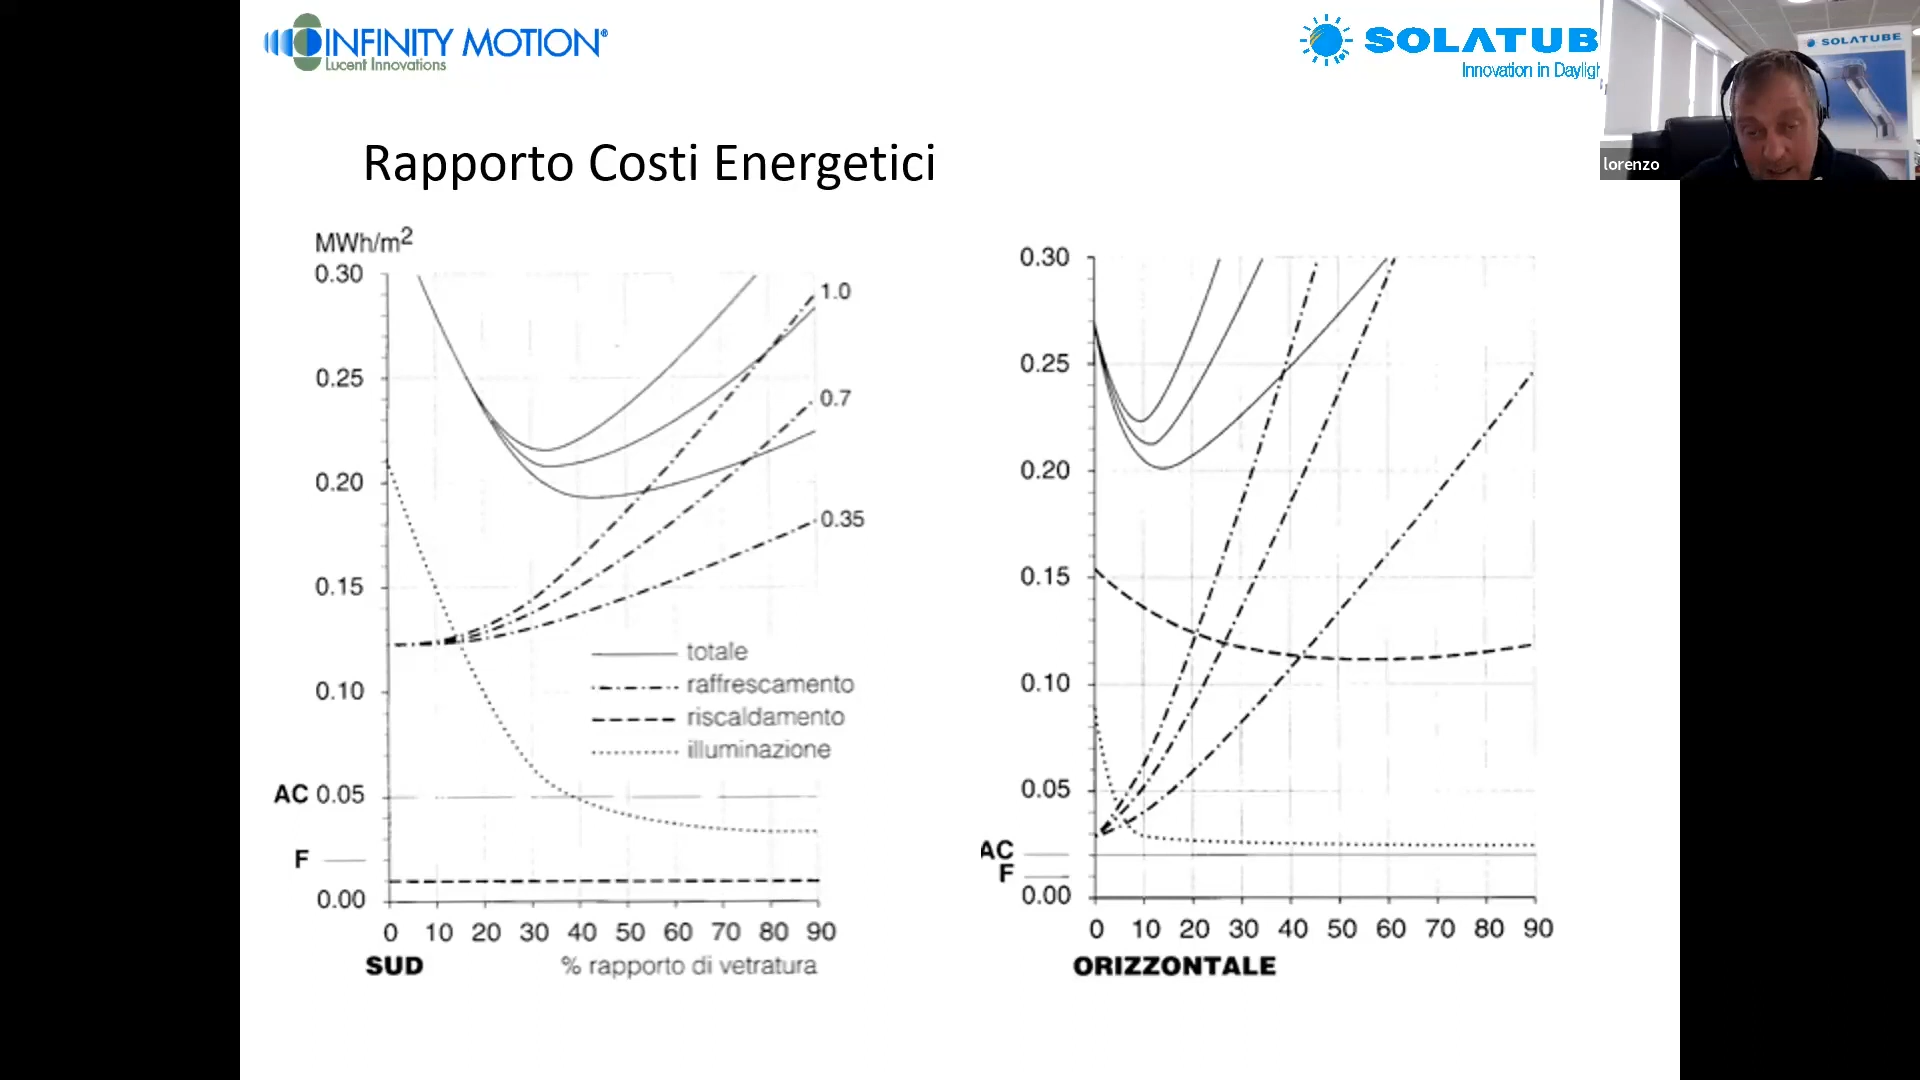 INFINITY MOTION®
Lucent Innovations
SOLATUB
Innovation in Dayligh
SOLATUBE
lorenzo
Rapporto Costi Energetici
MWh/m2
0.30
0.25
0.20
0.15
0.10
AC 0.05
F
0.00
0 10 20 30 40 50 60 70 80 90
SUD
% rapporto di vetratura
1.0
0.7
0.35
totale
raffrescamento
riscaldamento
illuminazione
0.30
0.25
0.20
0.15
0.10
0.05
AC
F
0.00
0 10 20 30 40 50 60 70 80 90
ORIZZONTALE